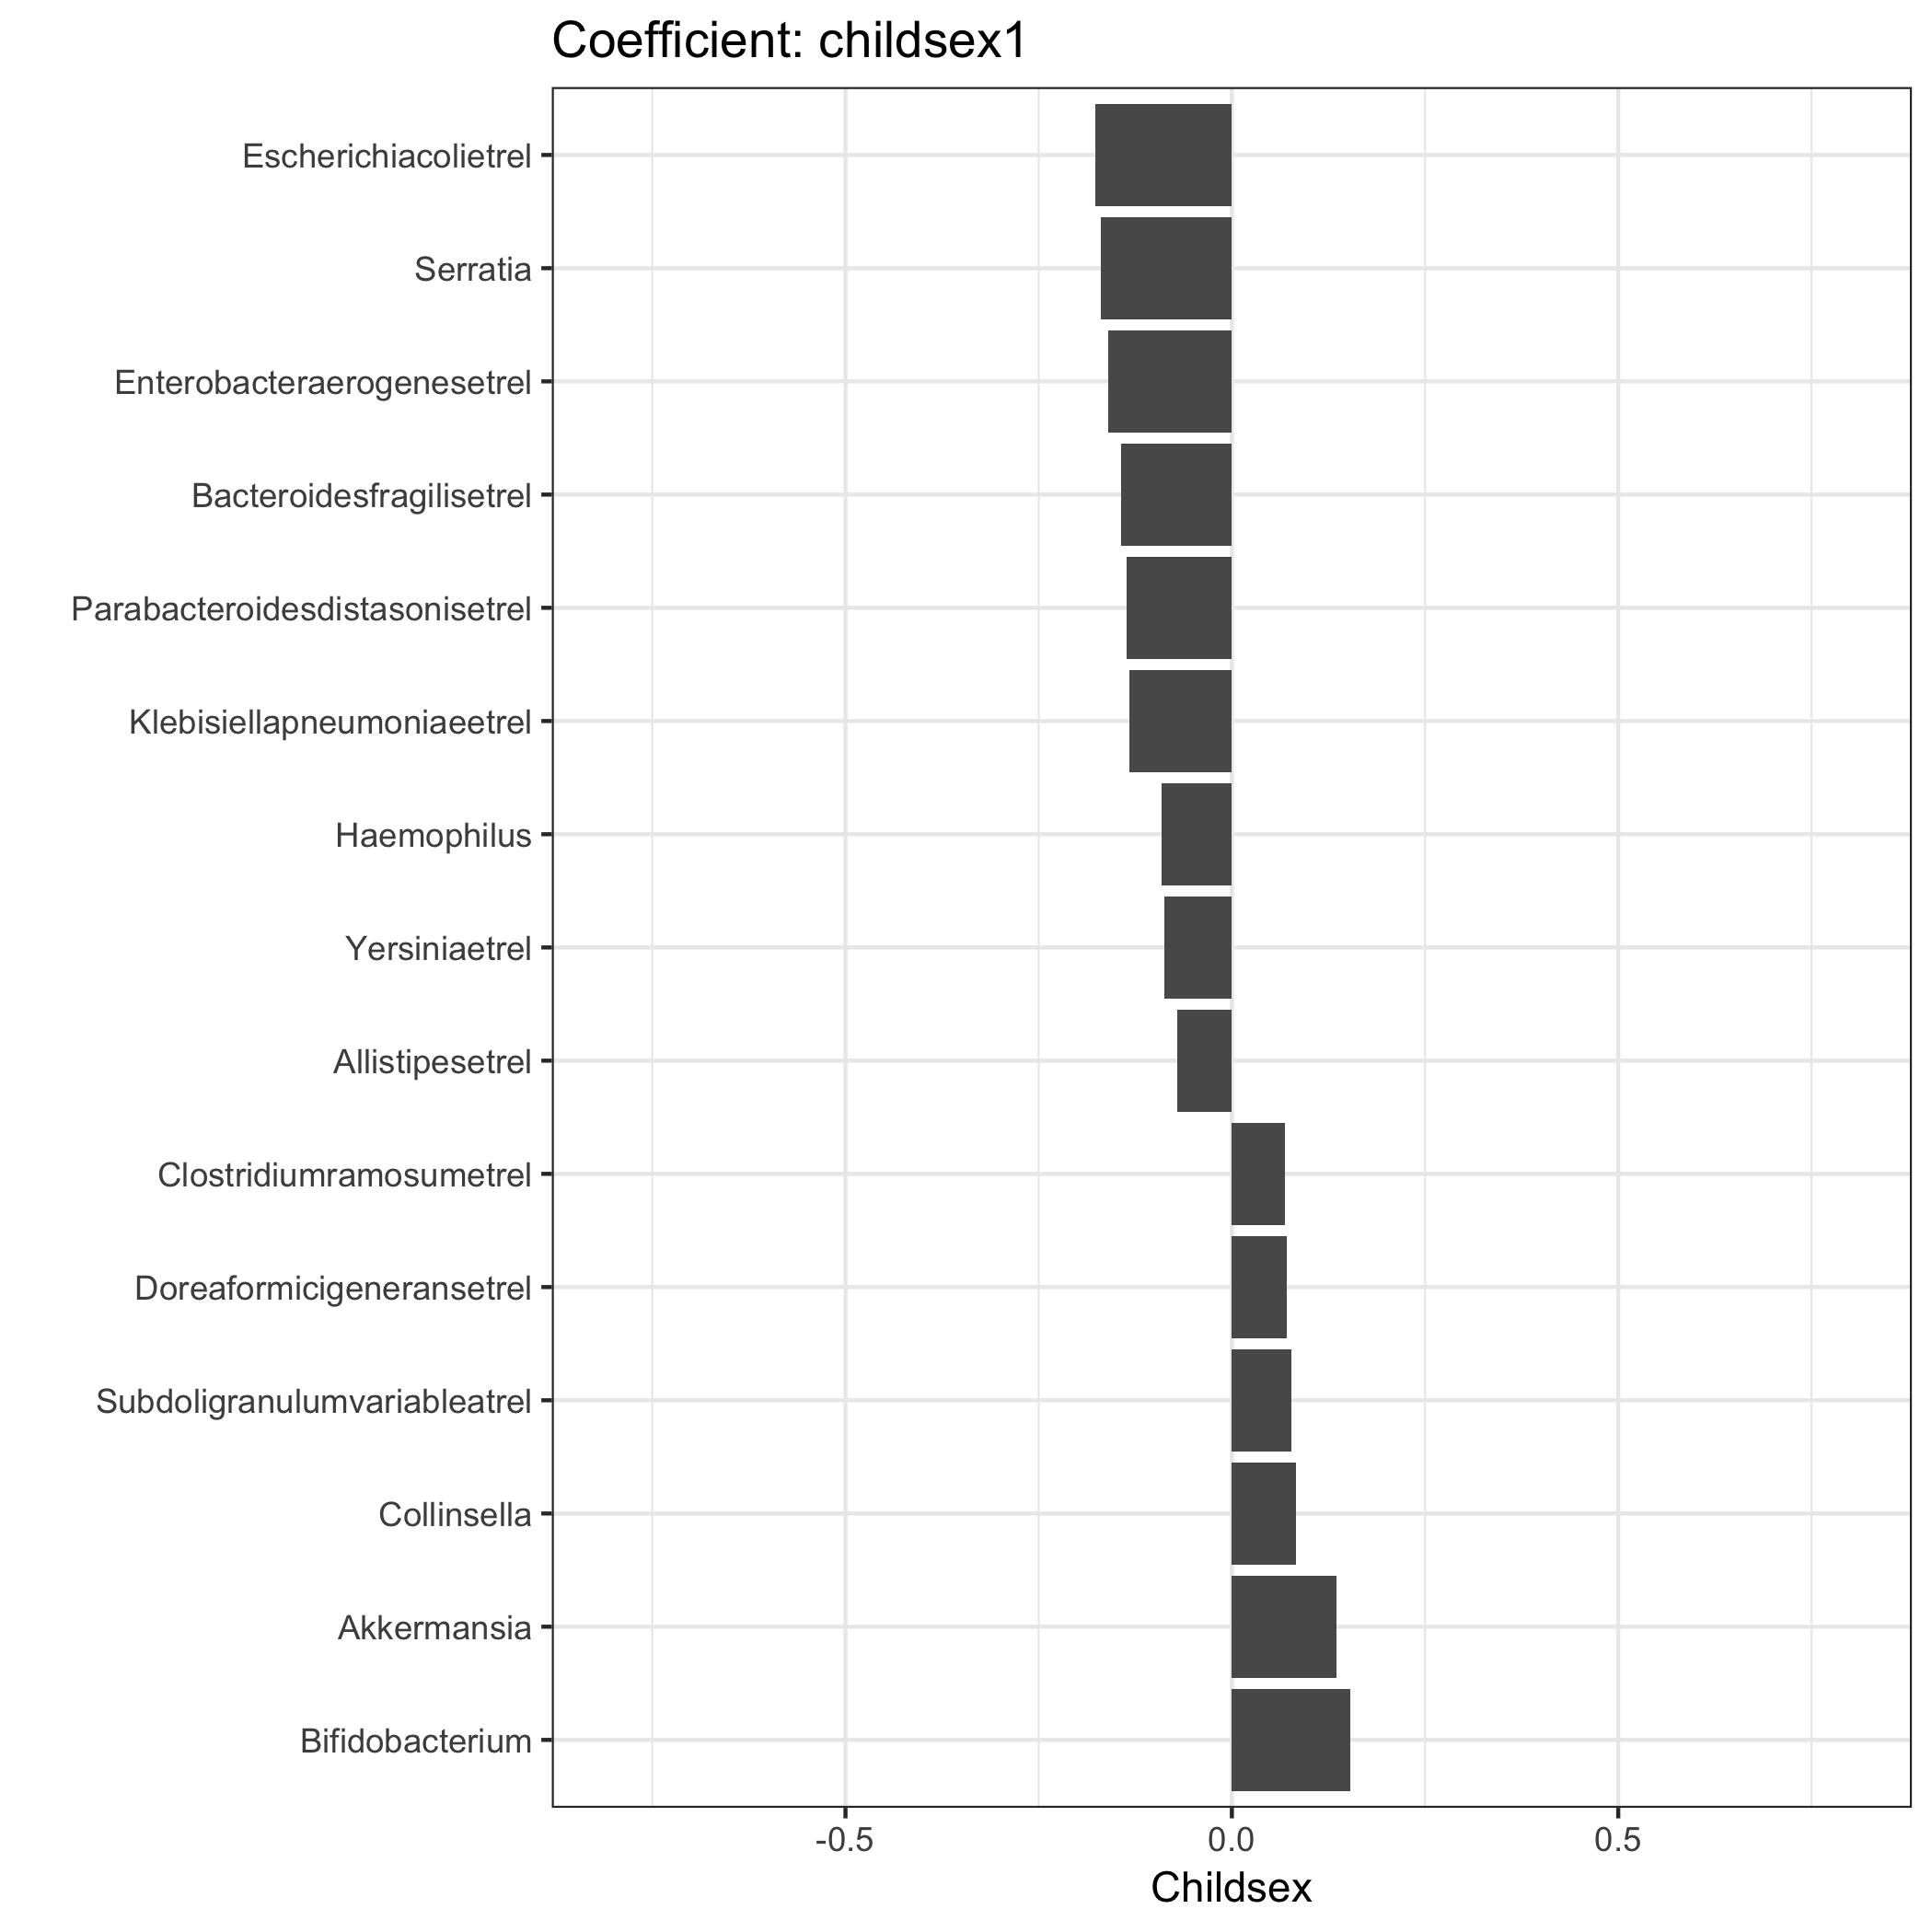 Coefficient: childsex1
Escherichiacolietrel
Serratia
Enterobacteraerogenesetrel
Bacteroidesfragilisetrel
Parabacteroidesdistasonisetrel
Klebisiellapneumoniaeetrel
Haemophilus
Yersiniaetrel
Allistipesetrel
Clostridiumramosumetrel
Doreaformicigeneransetrel
Subdoligranulumvariableatrel
Collinsella
Akkermansia
Bifidobacterium
-0.5 0.0 0.5
Childsex